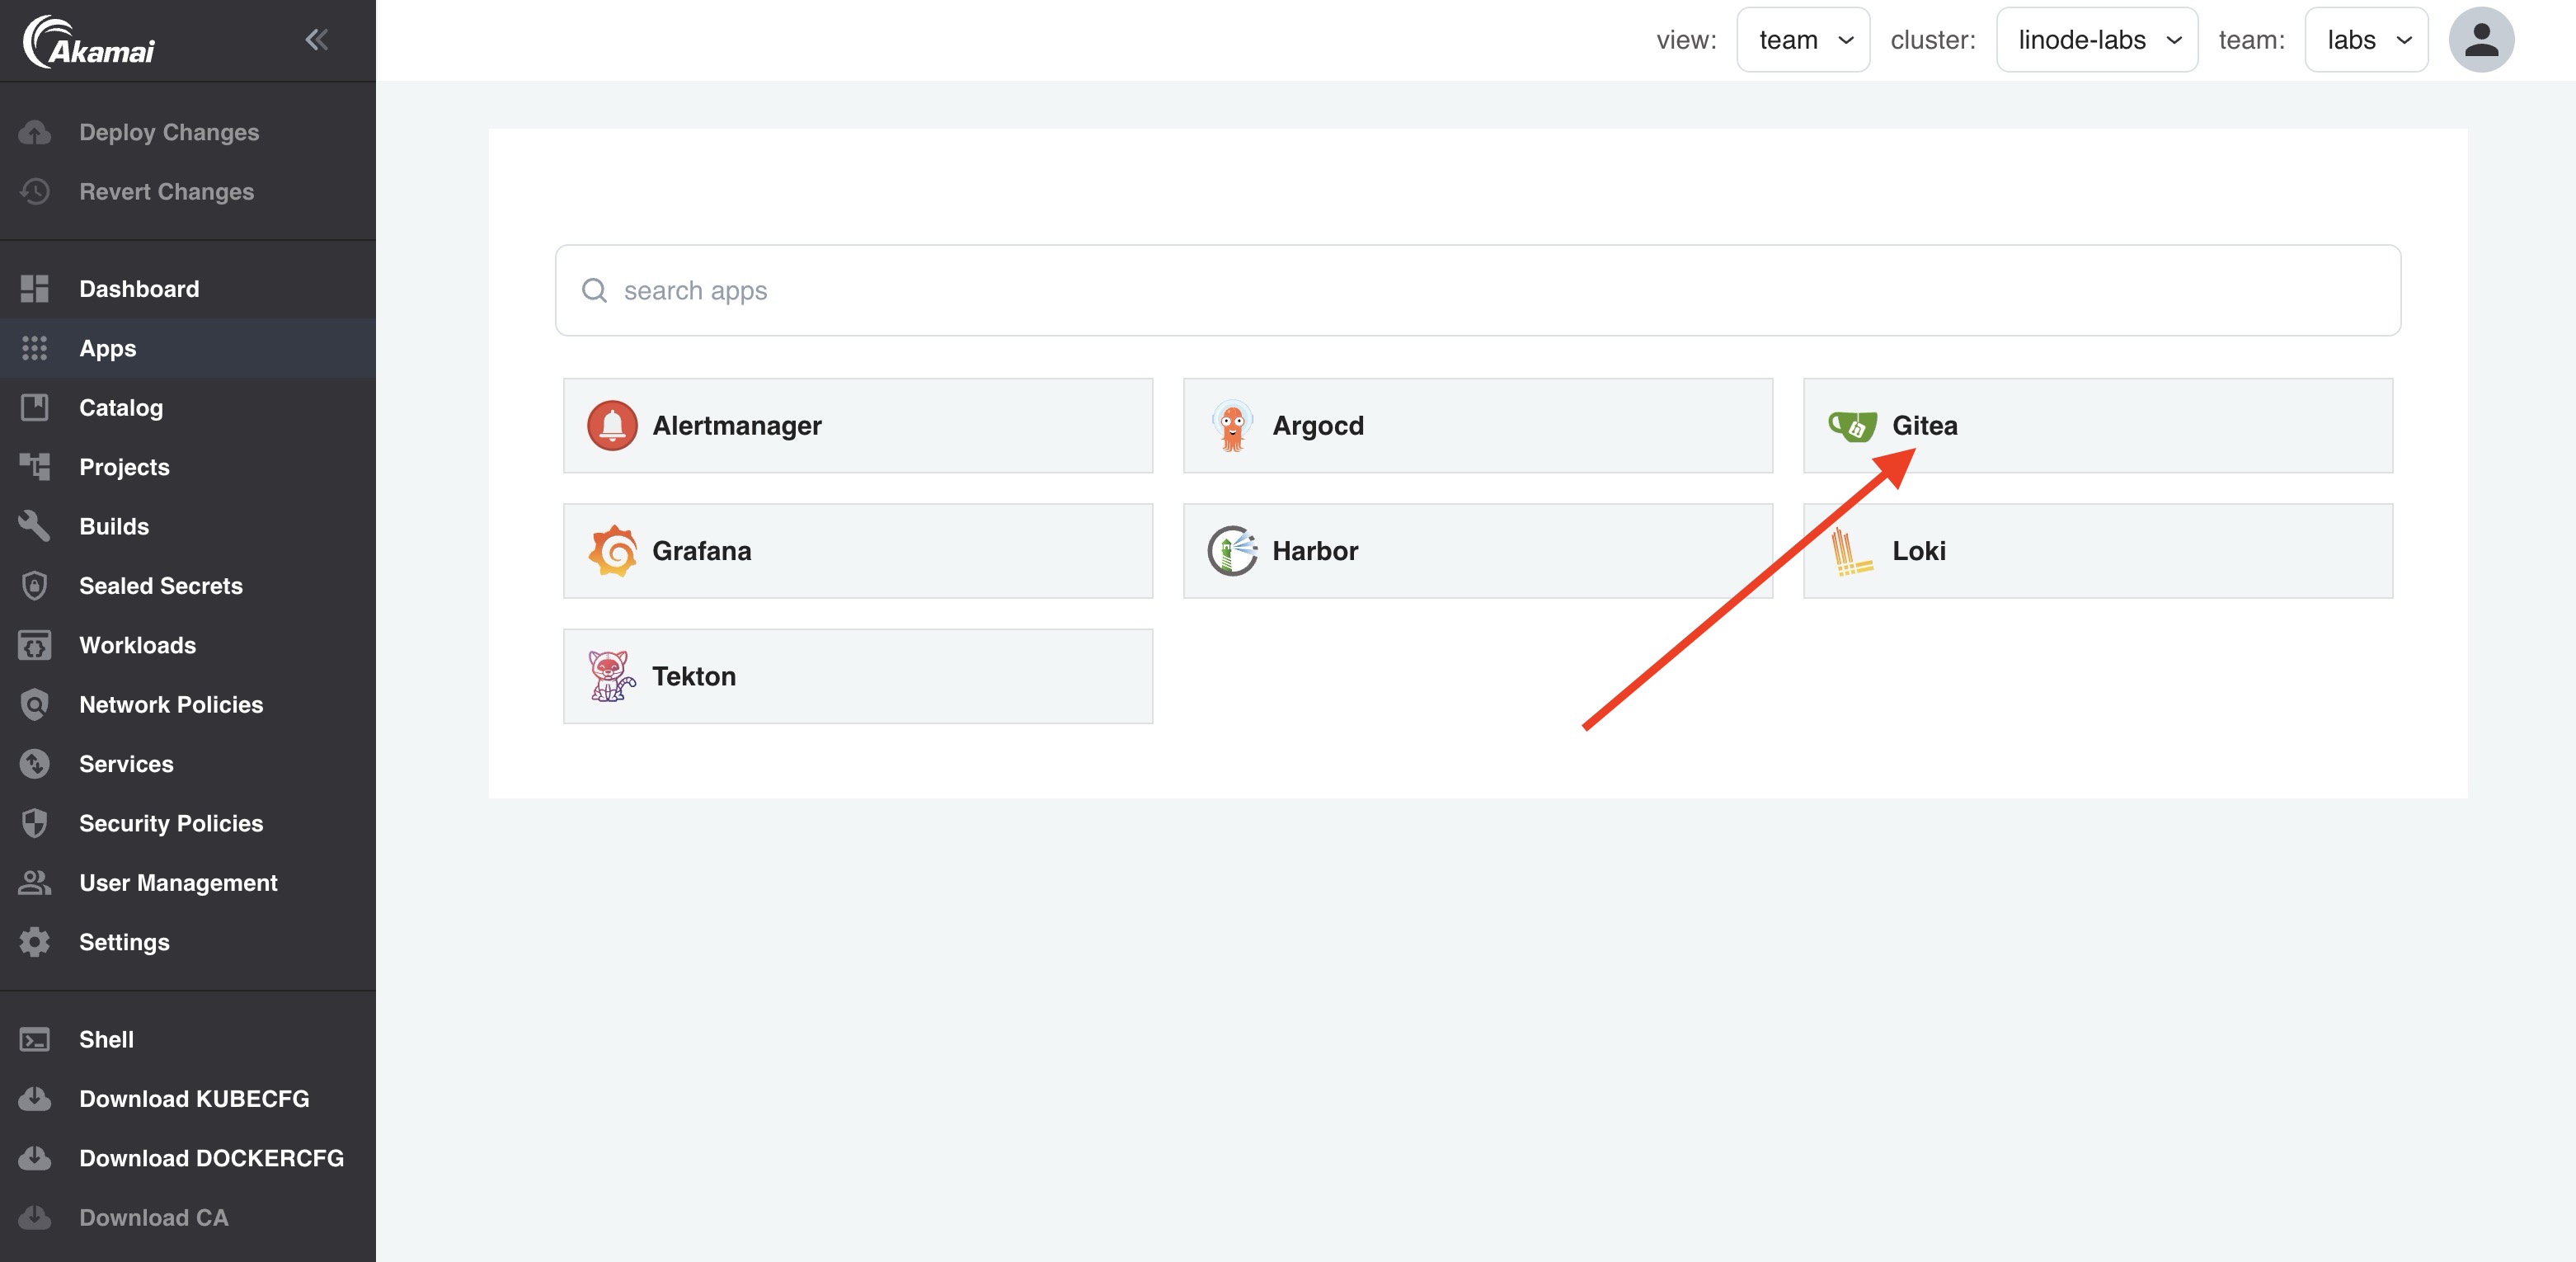 Akamai
view: team cluster: linode-labs team: labs
Deploy Changes
Revert Changes
Dashboard
Apps
Catalog
Projects
Builds
Sealed Secrets
Workloads
Network Policies
Services
Security Policies
User Management
Settings
Shell
Download KUBECFG
Download DOCKERCFG
Download CA
search apps
Alertmanager
Argocd
Gitea
Grafana
Harbor
Loki
Tekton